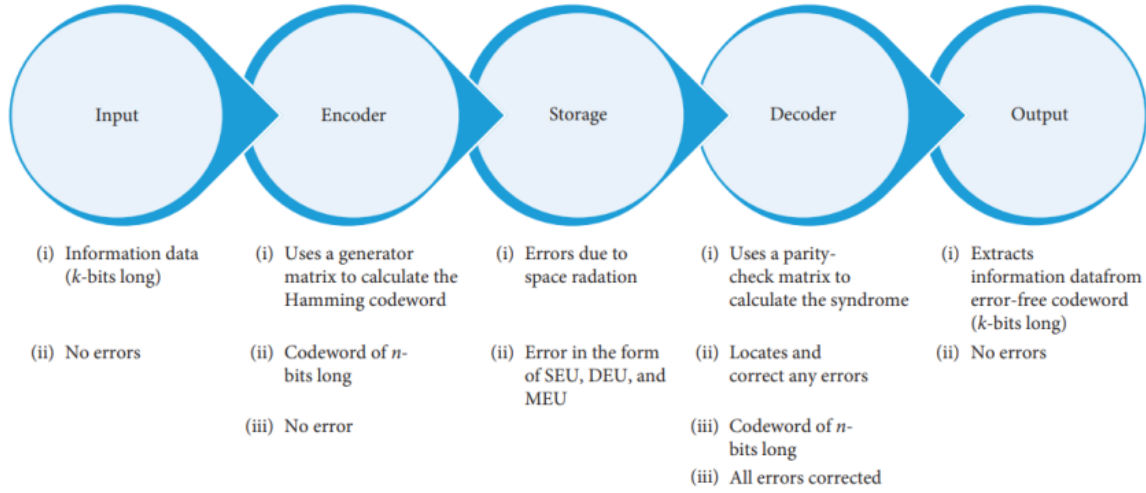 Input
Encoder
Storage
Decoder
Output
(i) Information data
(k-bits long)
(ii) No errors
(i) Uses a generator
matrix to calculate the
Hamming codeword
(ii) Codeword of n-
bits long
(iii) No error
(i) Errors due to
space radation
(ii) Error in the form
of SEU, DEU, and
MEU
(i) Uses a parity-
check matrix to
calculate the syndrome
(ii) Locates and
correct any errors
(iii) Codeword of n-
bits long
(iii) All errors corrected
(i) Extracts
information datafrom
error-free codeword
(k-bits long)
(ii) No errors